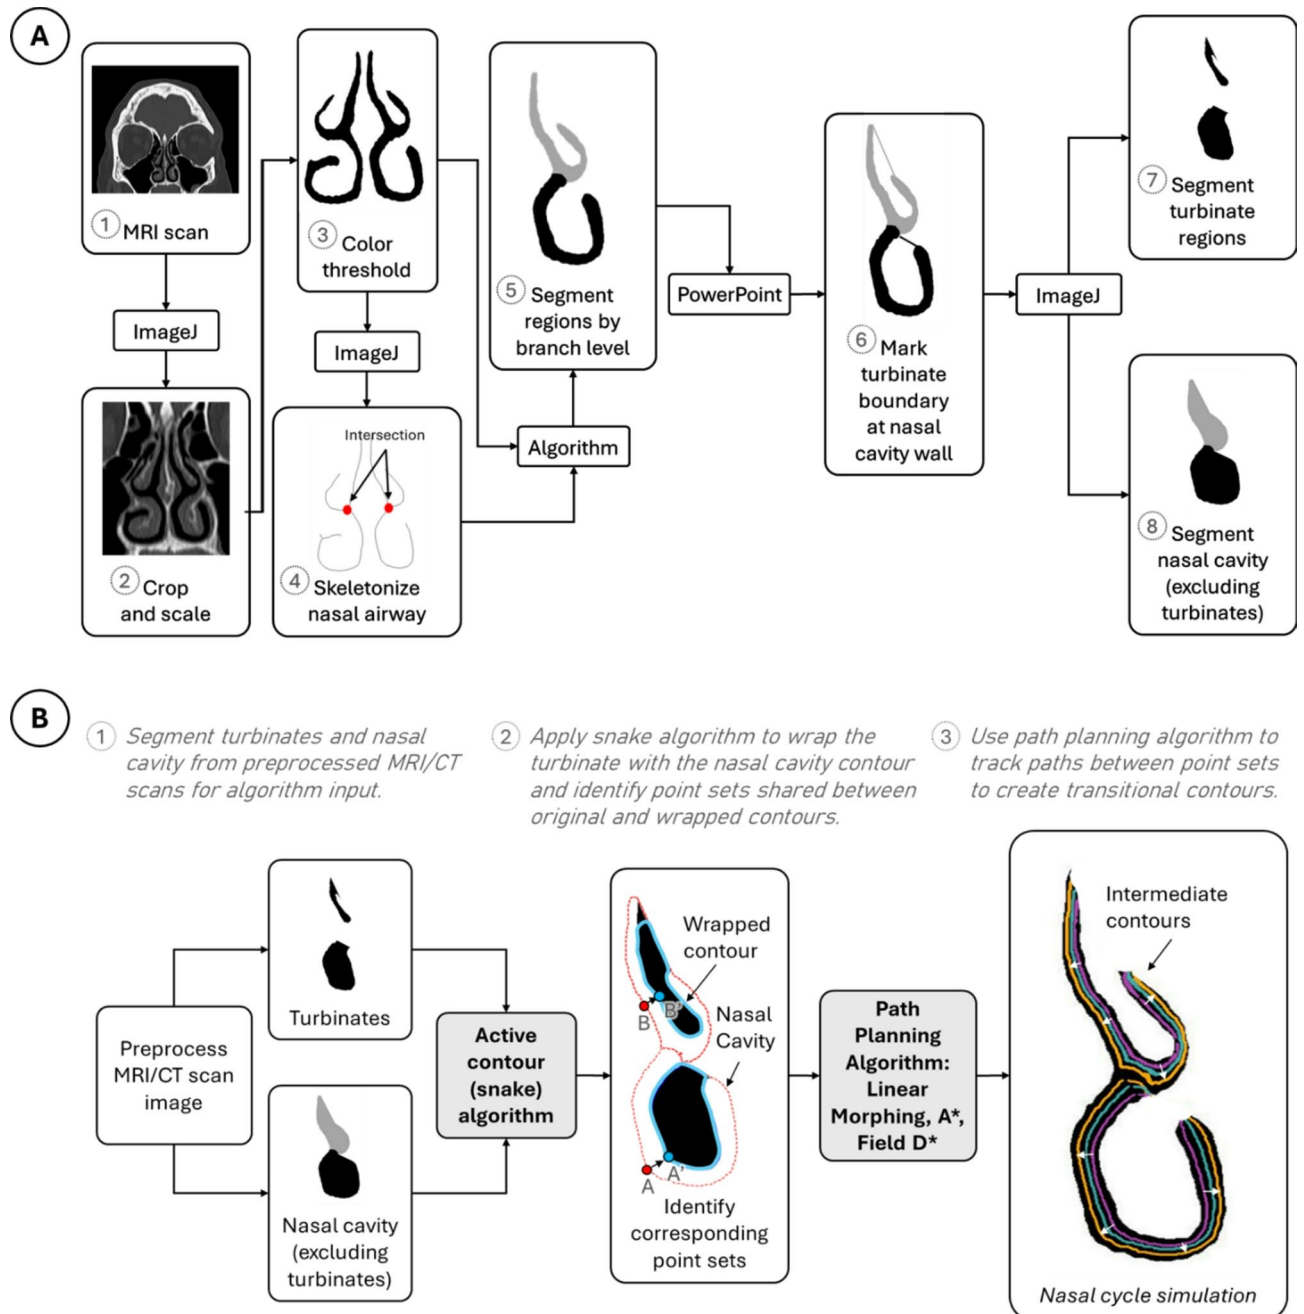 A
1 MRI scan
ImageJ
2 Crop
and scale
3 Color
threshold
ImageJ
Intersection
4 Skeletonize
nasal airway
5 Segment
regions by
branch level
Algorithm
PowerPoint
6 Mark
turbinate
boundary
at nasal
cavity wall
ImageJ
7 Segment
turbinate
regions
8 Segment
nasal cavity
(excluding
turbinates)
B
1 Segment turbinates and nasal
cavity from preprocessed MRI/CT
scans for algorithm input.
2 Apply snake algorithm to wrap the
turbinate with the nasal cavity contour
and identify point sets shared between
original and wrapped contours.
3 Use path planning algorithm to
track paths between point sets
to create transitional contours.
Preprocess
MRI/CT scan
image
Turbinates
Nasal cavity
(excluding
turbinates)
Active
contour
(snake)
algorithm
Wrapped
contour
B B'
Nasal
Cavity
A A'
Identify
corresponding
point sets
Path
Planning
Algorithm:
Linear
Morphing, A*,
Field D*
Intermediate
contours
Nasal cycle simulation